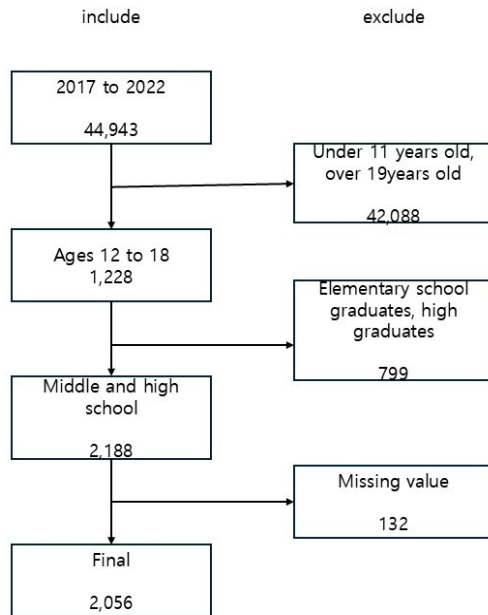 include
exclude
2017 to 2022
44,943
Under 11 years old,
over 19years old
42,088
Ages 12 to 18
1,228
Elementary school
graduates, high
graduates
799
Middle and high
school
2,188
Missing value
132
Final
2,056